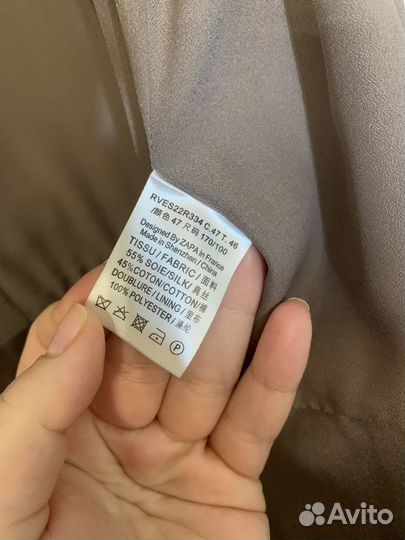 RVES22R334 C.47 T. 46
/颜色 47 尺码 170/100
Designed By ZAPA in France
Made in Shenzhen / China
TISSU / FABRIC / 面料
55% SOIE/SILK/真丝
45%COTON/COTTON/棉
DOUBLURE / LINING / 里布
100% POLYESTER/涤纶
P
Avito